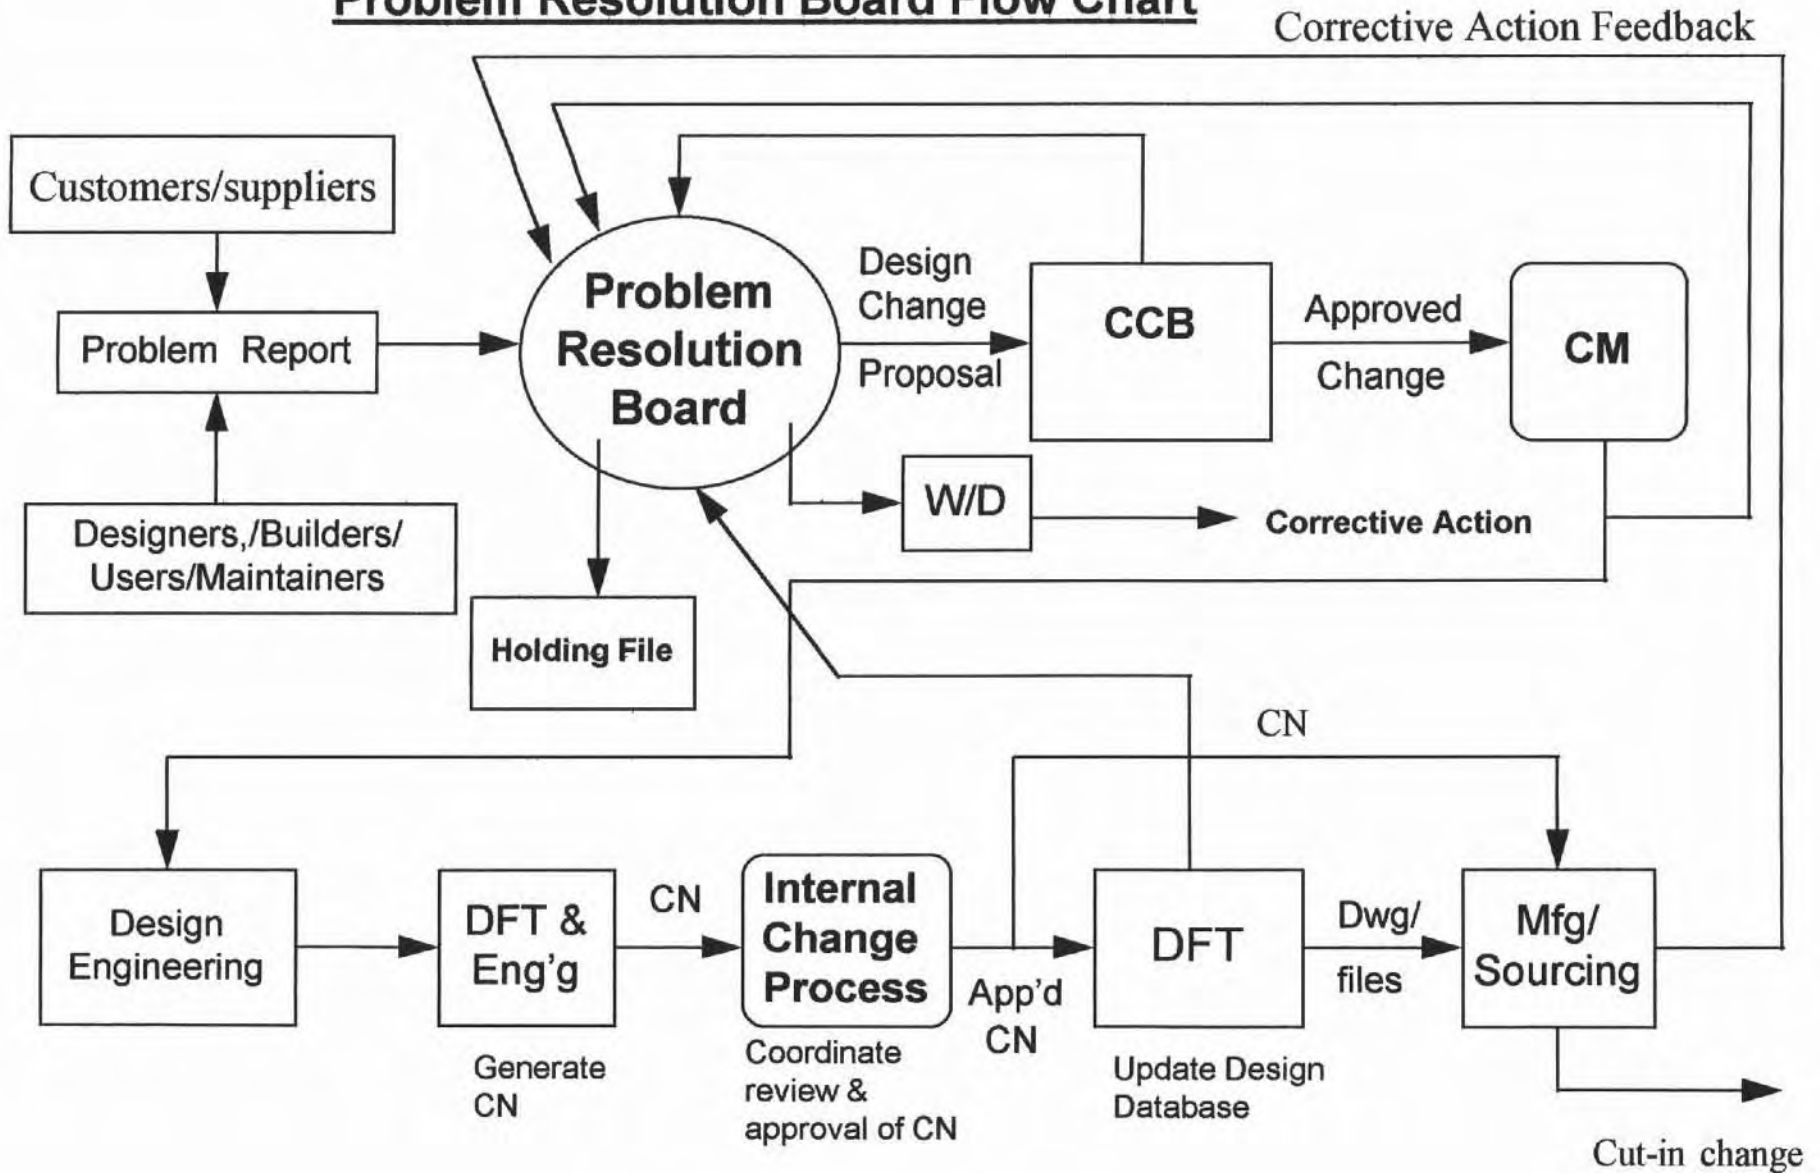 Problem Resolution Board Flow Chart
Corrective Action Feedback
Customers/suppliers
Problem Report
Designers,/Builders/
Users/Maintainers
Problem
Resolution
Board
Design
Change
Proposal
CCB
Approved
Change
CM
W/D
Corrective Action
Holding File
CN
Design
Engineering
DFT &
Eng'g
Generate
CN
CN
Internal
Change
Process
Coordinate
review &
approval of CN
App'd
CN
DFT
Update Design
Database
Dwg/
files
Mfg/
Sourcing
Cut-in change